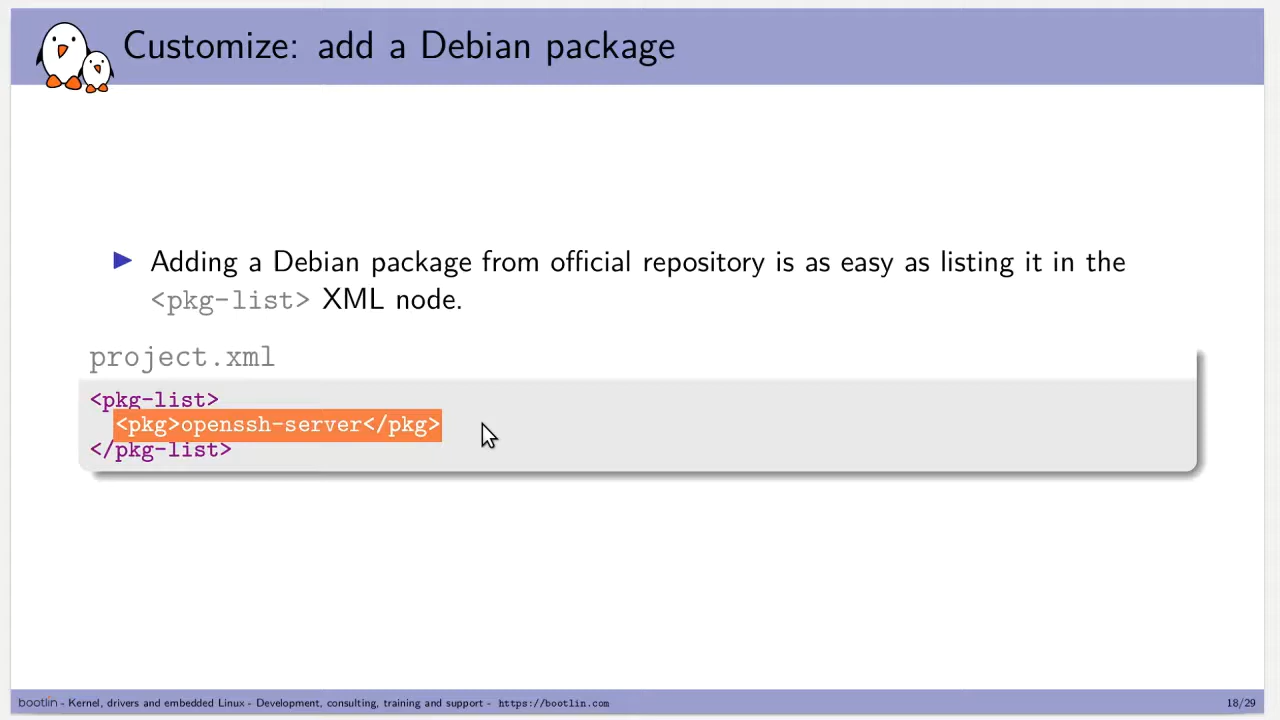 Customize: add a Debian package
▶ Adding a Debian package from official repository is as easy as listing it in the
<pkg-list> XML node.
project.xml
<pkg-list>
<pkg>openssh-server</pkg>
</pkg-list>
bootlin - Kernel, drivers and embedded Linux - Development, consulting, training and support - https://bootlin.com 18/29